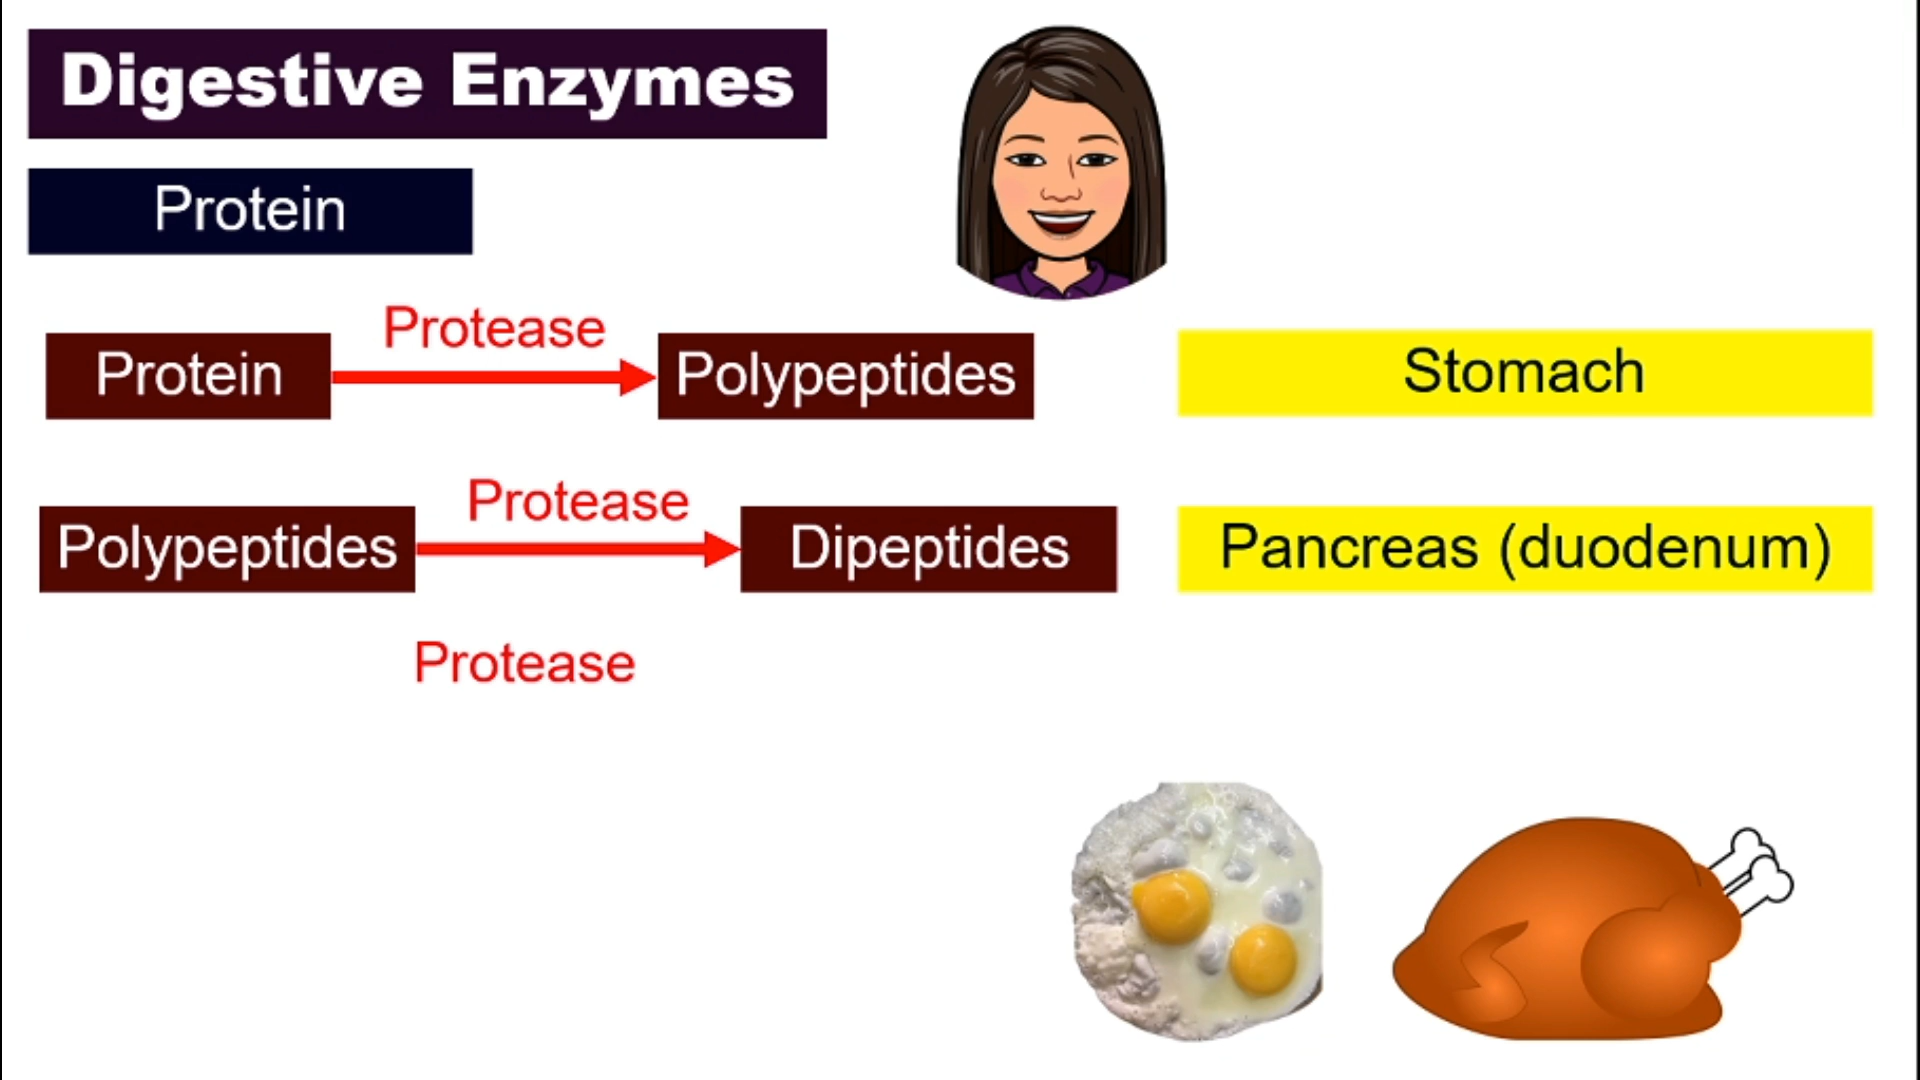 Digestive Enzymes
Protein
Protein
Protease
Polypeptides
Stomach
Polypeptides
Protease
Dipeptides
Pancreas (duodenum)
Protease